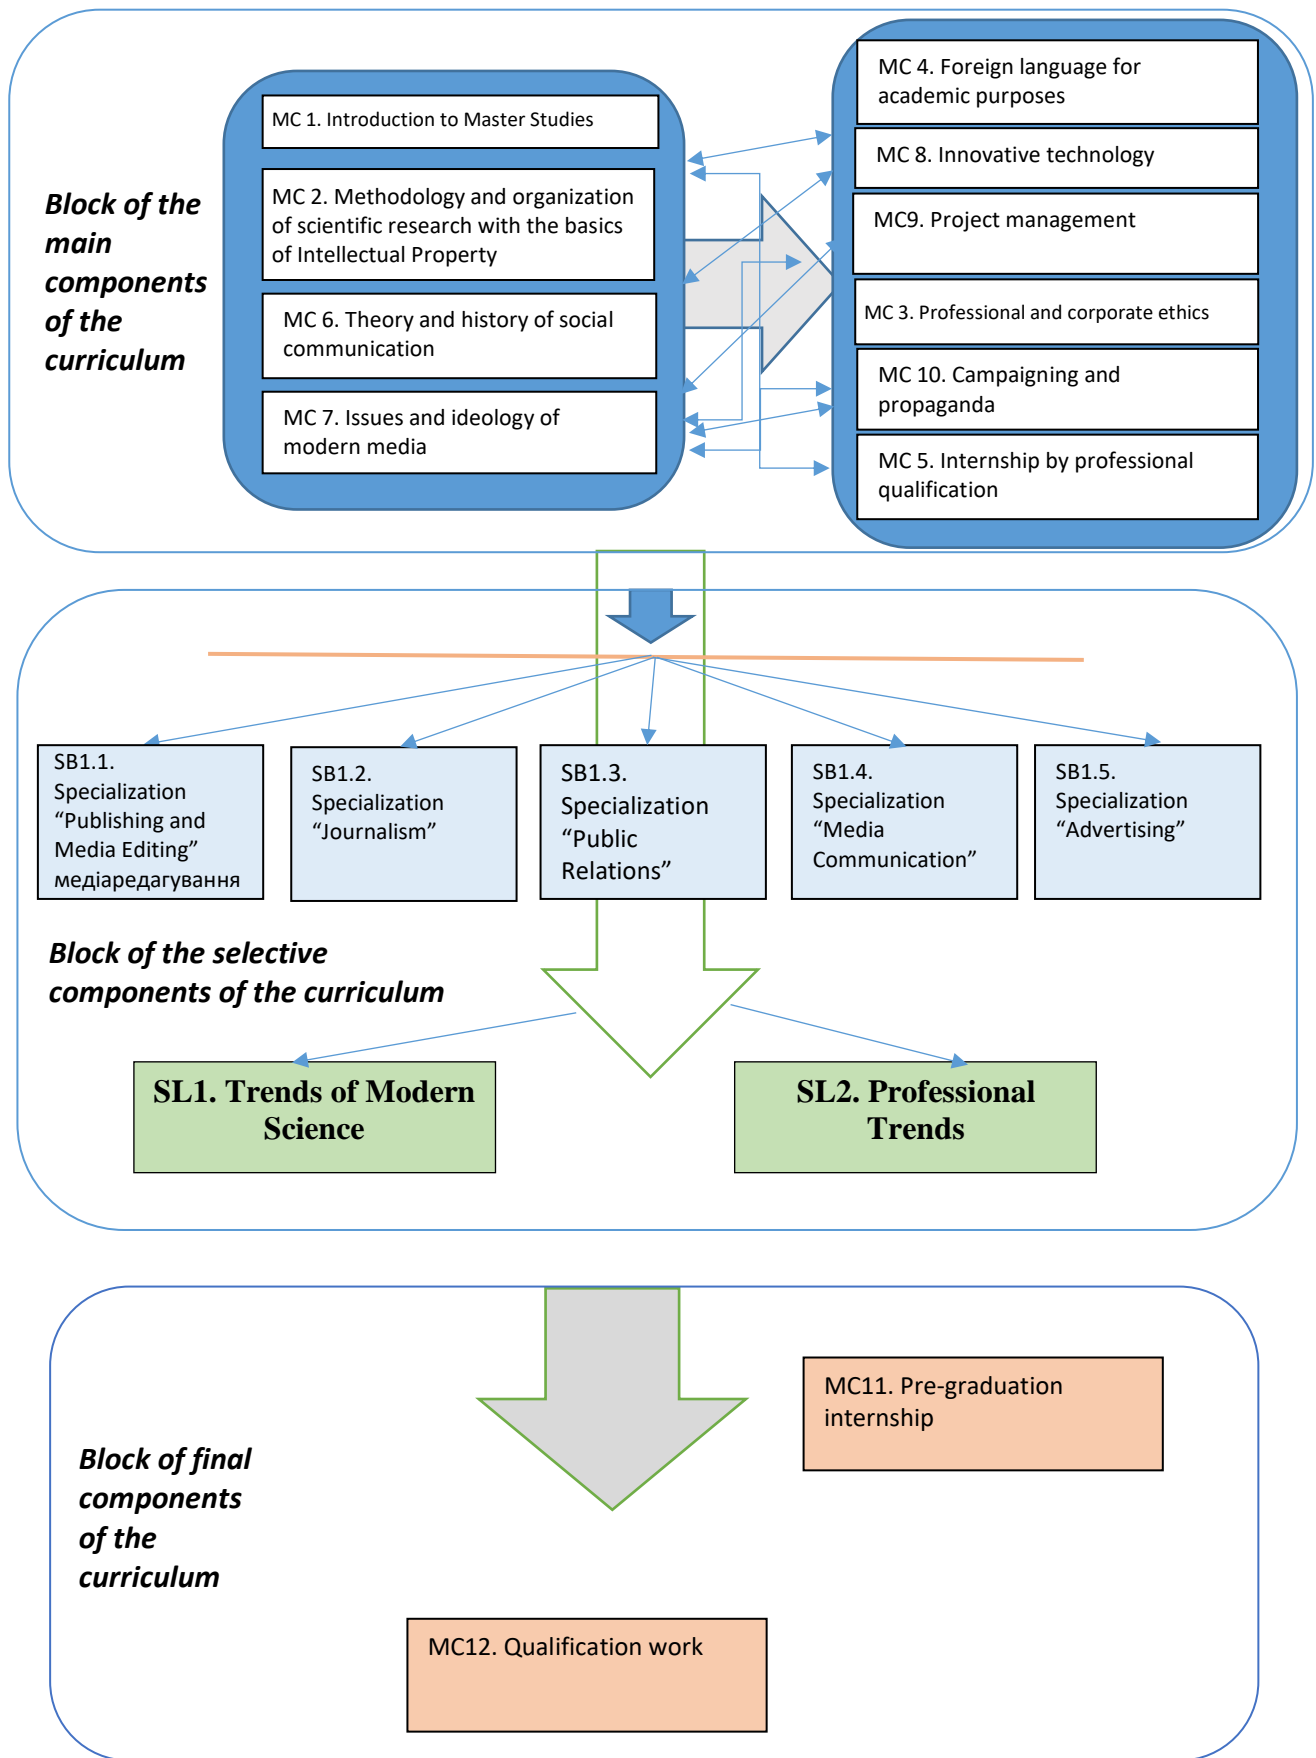 Block of the
main
components
of the
curriculum
MC 1. Introduction to Master Studies
MC 2. Methodology and organization
of scientific research with the basics
of Intellectual Property
MC 6. Theory and history of social
communication
MC 7. Issues and ideology of
modern media
MC 4. Foreign language for
academic purposes
MC 8. Innovative technology
MC9. Project management
MC 3. Professional and corporate ethics
MC 10. Campaigning and
propaganda
MC 5. Internship by professional
qualification
SB1.1.
Specialization
“Publishing and
Media Editing”
медіаредагування
SB1.2.
Specialization
“Journalism”
SB1.3.
Specialization
“Public
Relations”
SB1.4.
Specialization
“Media
Communication”
SB1.5.
Specialization
“Advertising”
Block of the selective
components of the curriculum
SL1. Trends of Modern
Science
SL2. Professional
Trends
MC11. Pre-graduation
internship
Block of final
components
of the
curriculum
MC12. Qualification work